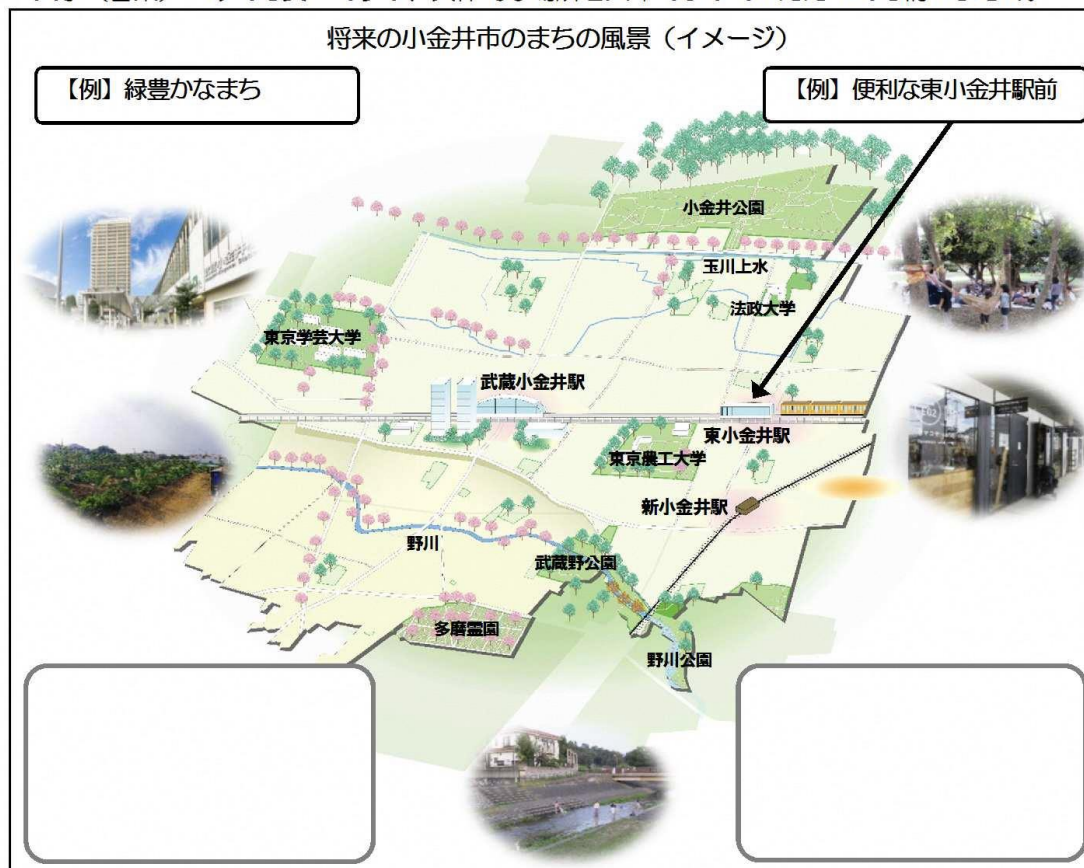 将来の小金井市のまちの風景（イメージ）
【例】緑豊かなまち
【例】便利な東小金井駅前
小金井公園
玉川上水
法政大学
東京学芸大学
武蔵小金井駅
東小金井駅
東京農工大学
新小金井駅
野川
武蔵野公園
多磨霊園
野川公園